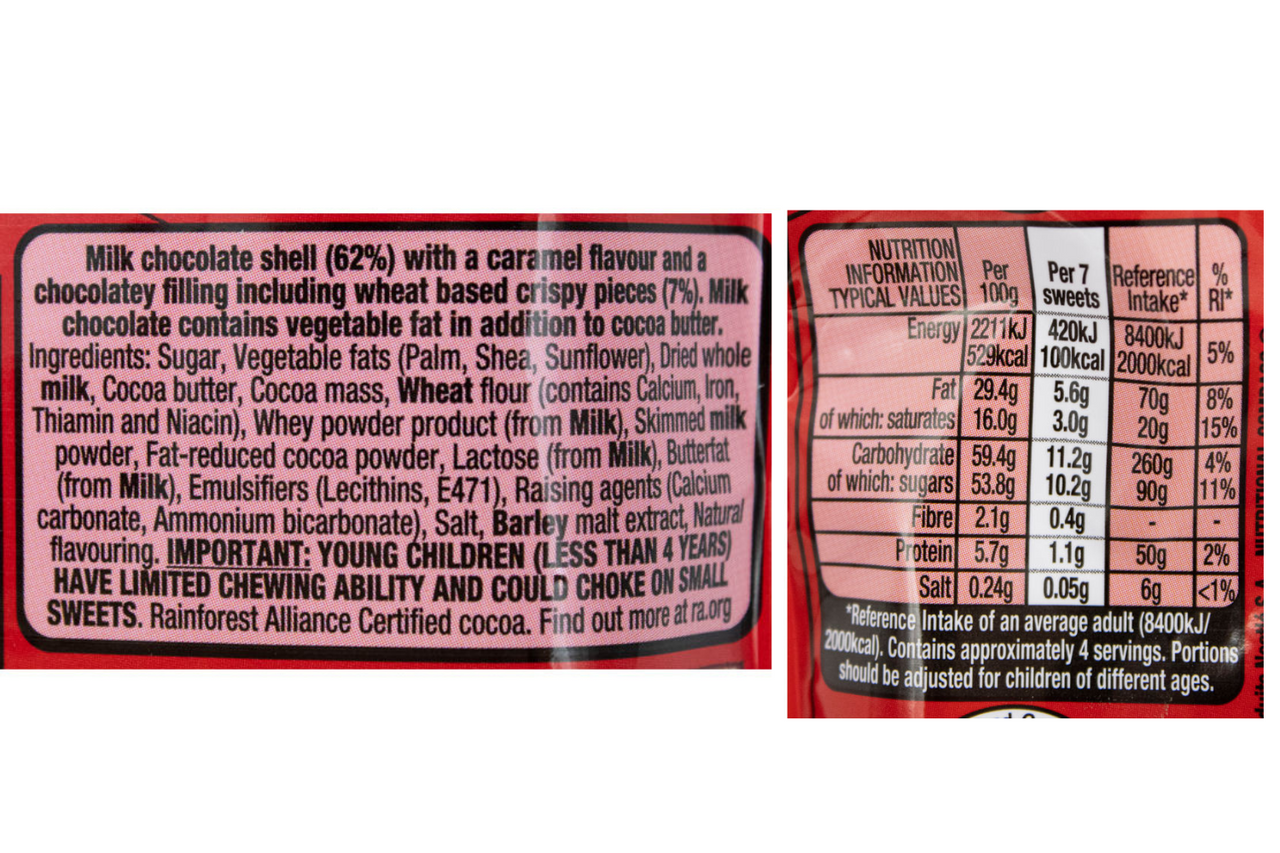 Milk chocolate shell (62%) with a caramel flavour and a
chocolatey filling including wheat based crispy pieces (7%). Milk
chocolate contains vegetable fat in addition to cocoa butter.
Ingredients: Sugar, Vegetable fats (Palm, Shea, Sunflower), Dried whole
milk, Cocoa butter, Cocoa mass, Wheat flour (contains Calcium, Iron,
Thiamin and Niacin), Whey powder product (from Milk), Skimmed milk
powder, Fat-reduced cocoa powder, Lactose (from Milk), Butterfat
(from Milk), Emulsifiers (Lecithins, E471), Raising agents (Calcium
carbonate, Ammonium bicarbonate), Salt, Barley malt extract, Natural
flavouring. IMPORTANT: YOUNG CHILDREN (LESS THAN 4 YEARS)
HAVE LIMITED CHEWING ABILITY AND COULD CHOKE ON SMALL
SWEETS. Rainforest Alliance Certified cocoa. Find out more at ra.org
NUTRITION INFORMATION TYPICAL VALUES Per 100g Per 7 sweets Reference Intake* % RI*
Energy 2211kJ 420kJ 8400kJ
529kcal 100kcal 2000kcal 5%
Fat 29.4g 5.6g 70g 8%
of which: saturates 16.0g 3.0g 20g 15%
Carbohydrate 59.4g 11.2g 260g 4%
of which: sugars 53.8g 10.2g 90g 11%
Fibre 2.1g 0.4g - -
Protein 5.7g 1.1g 50g 2%
Salt 0.24g 0.05g 6g <1%
*Reference Intake of an average adult (8400kJ/
2000kcal). Contains approximately 4 servings. Portions
should be adjusted for children of different ages.